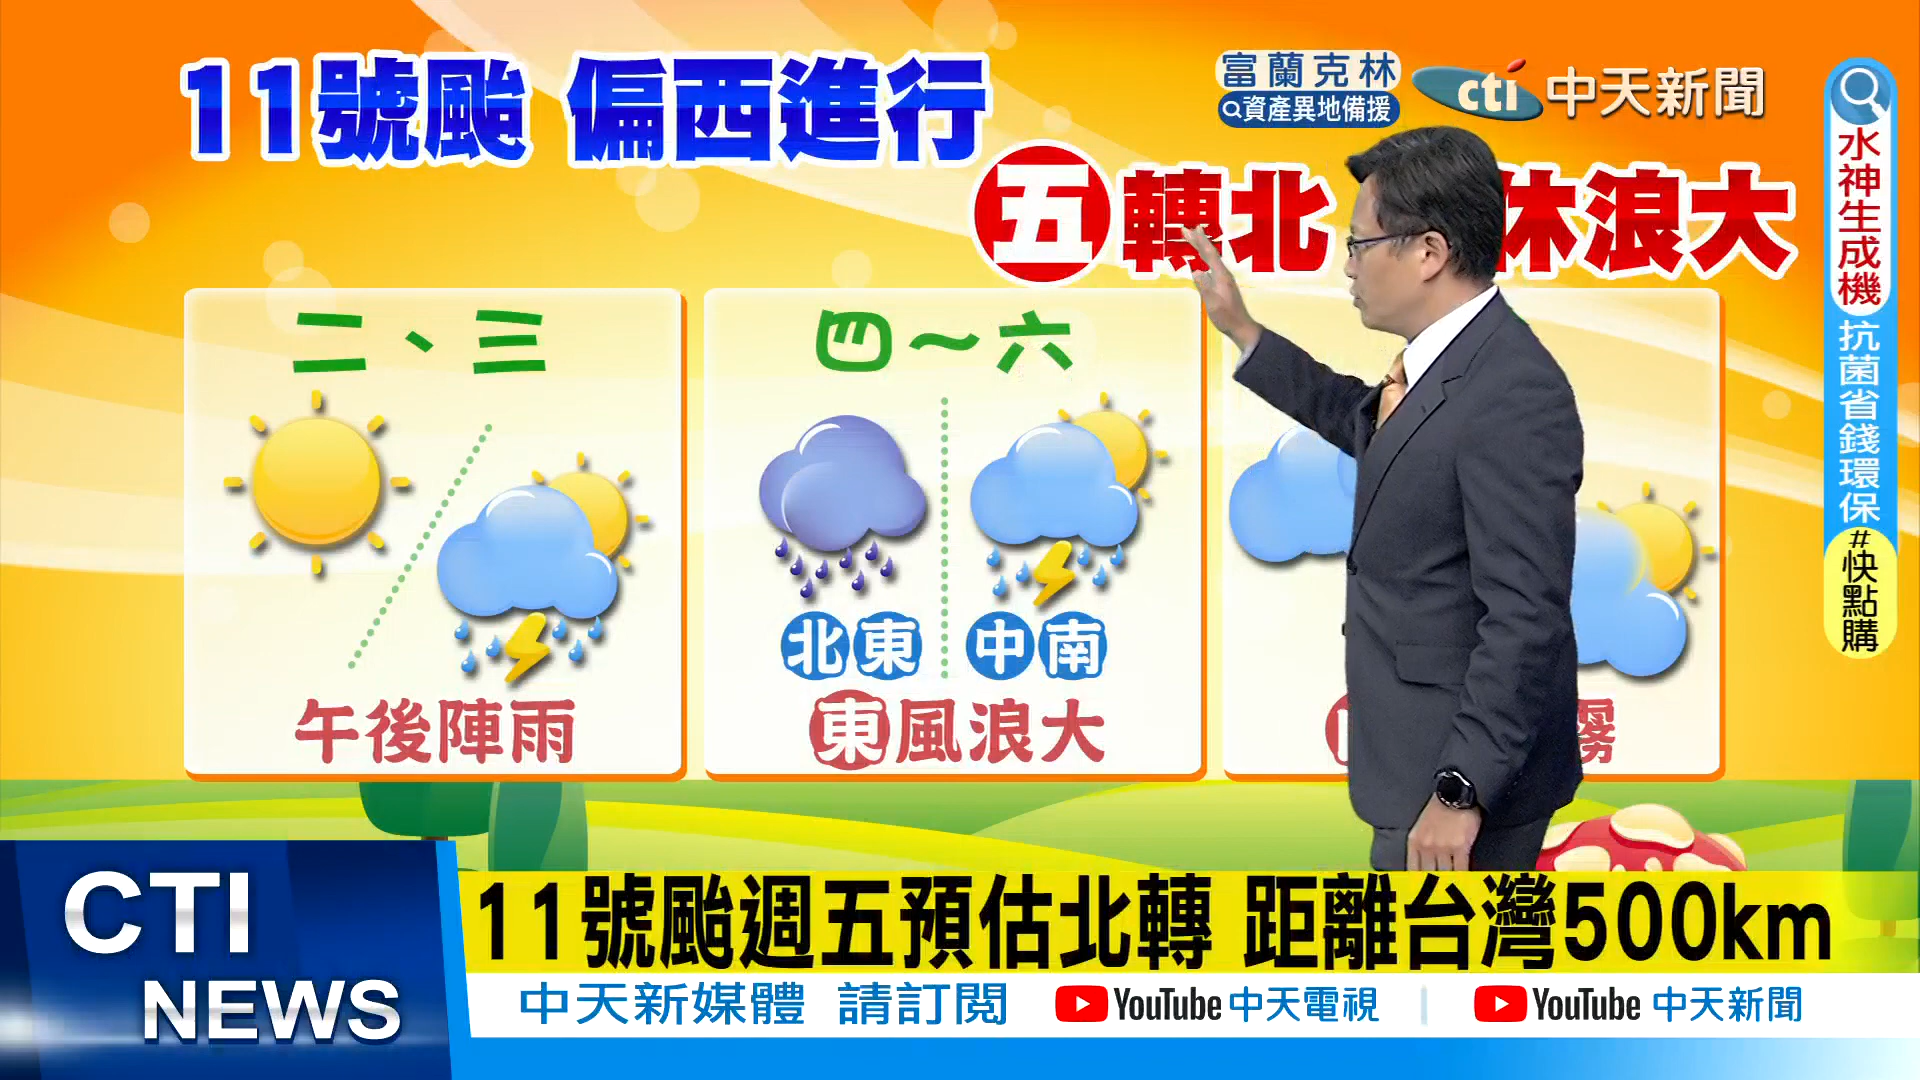 11號颱 偏西進行
富蘭克林
資產異地備援
cti 中天新聞
五轉北 休浪大
二、三
四～六
北東 中南
午後陣雨
東風浪大
水神生成機
抗菌省錢環保
#快點購
CTI
NEWS
11號颱週五預估北轉 距離台灣500km
中天新媒體 請訂閱 YouTube 中天電視 | YouTube 中天新聞